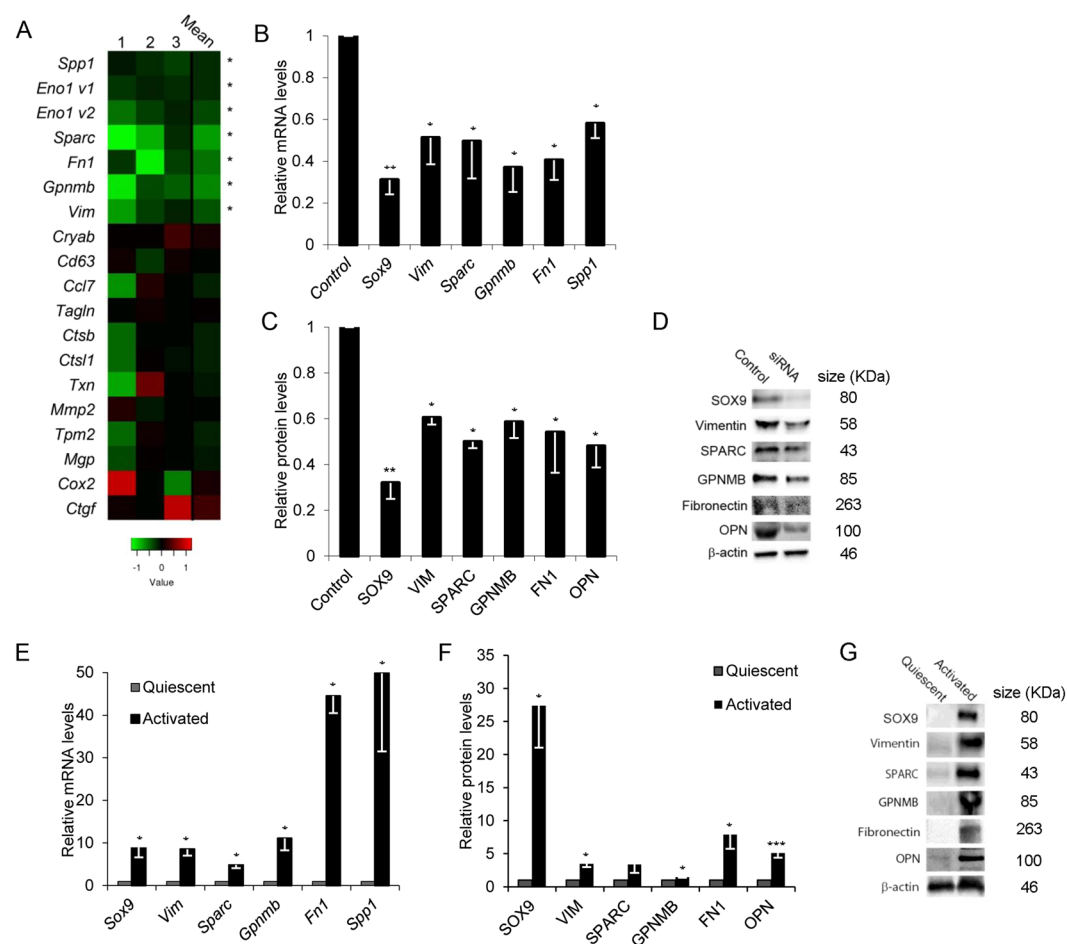 A
1 2 3 Mean
Spp1 *
Eno1 v1 *
Eno1 v2 *
Sparc *
Fn1 *
Gpnmb *
Vim *
Cryab
Cd63
Ccl7
Tagln
Ctsb
Ctsl1
Txn
Mmp2
Tpm2
Mgp
Cox2
Ctgf
-1 0 1
Value
B
Relative mRNA levels
1
0.8
0.6
0.4
0.2
0
** * * * * *
Control Sox9 Vim Sparc Gpnmb Fn1 Spp1
C
Relative protein levels
1
0.8
0.6
0.4
0.2
0
** * * * * *
Control SOX9 VIM SPARC GPNMB FN1 OPN
D
Control siRNA size (KDa)
SOX9 80
Vimentin 58
SPARC 43
GPNMB 85
Fibronectin 263
OPN 100
β-actin 46
E
Relative mRNA levels
50
40
30
20
10
0
Quiescent
Activated
* * * * * *
Sox9 Vim Sparc Gpnmb Fn1 Spp1
F
Relative protein levels
35
30
25
20
15
10
5
0
Quiescent
Activated
* * * * ***
SOX9 VIM SPARC GPNMB FN1 OPN
G
Quiescent Activated size (KDa)
SOX9 80
Vimentin 58
SPARC 43
GPNMB 85
Fibronectin 263
OPN 100
β-actin 46